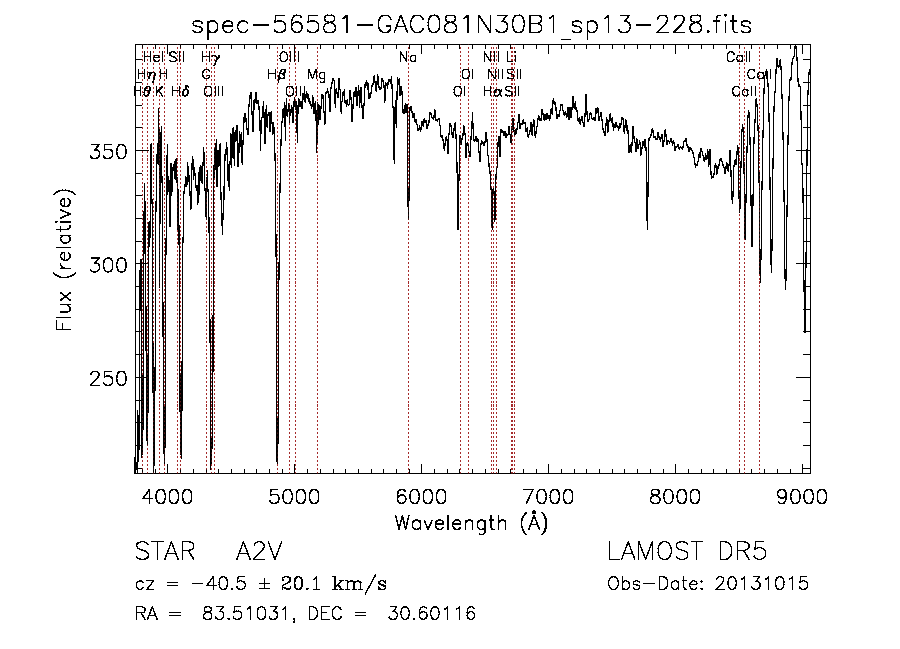 spec-56581-GAC081N30B1_sp13-228.fits
HeI SII Hγ OIII Na NII Li CaII
Hη H G Hβ Mg OI NII SII CaII
Hθ K Hδ OIII OIII OI Hα SII CaII
350
300
250
Flux (relative)
4000 5000 6000 7000 8000 9000
Wavelength (Å)
STAR A2V LAMOST DR5
cz = -40.5 ± 20.1 km/s Obs-Date: 20131015
RA = 83.51031, DEC = 30.60116